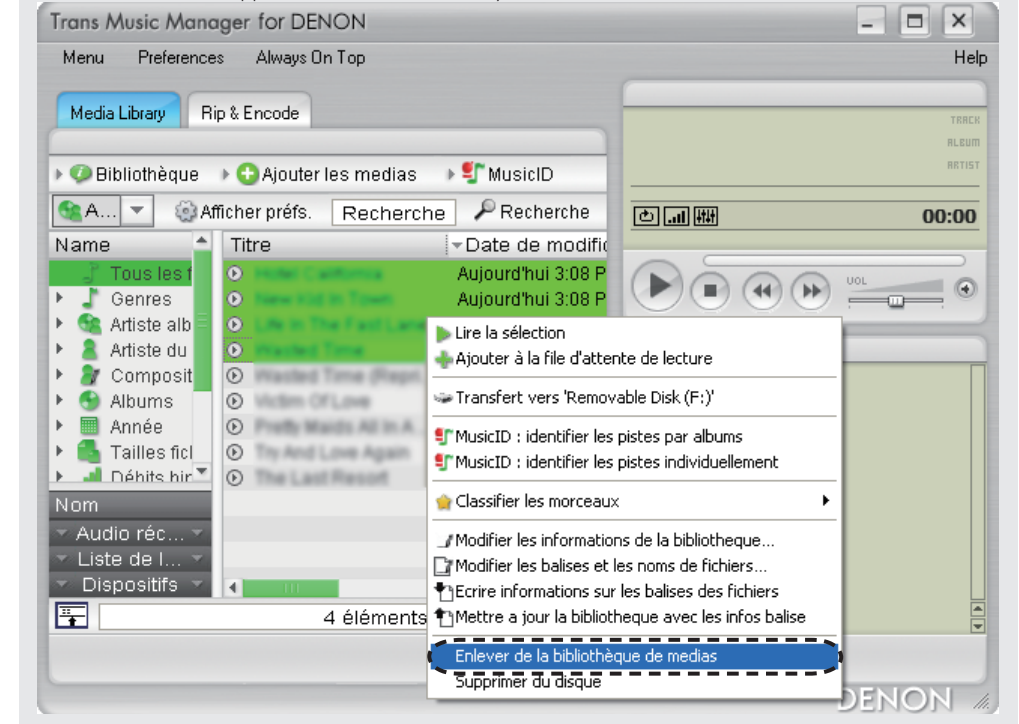 Trans Music Manager for DENON
Menu Preferences Always On Top Help
Media Library Rip & Encode
TRACK
ALBUM
ARTIST
Bibliothèque Ajouter les medias MusicID
A... Afficher préfs. Recherche Recherche
00:00
Name Titre Date de modific
VOL
Tous les f
Aujourd'hui 3:08 P
Genres
Aujourd'hui 3:08 P
Artiste alb
Artiste du
Composit
Albums
Année
Tailles fich
Débits bin
Lire la sélection
Ajouter à la file d'attente de lecture
Transfert vers 'Removable Disk (F:)'
MusicID : identifier les pistes par albums
MusicID : identifier les pistes individuellement
Classifier les morceaux
Modifier les informations de la bibliotheque...
Modifier les balises et les noms de fichiers...
Ecrire informations sur les balises des fichiers
Mettre a jour la bibliotheque avec les infos balise
Enlever de la bibliothèque de medias
Supprimer du disque
Nom
Audio réc...
Liste de l...
Dispositifs
4 éléments
DENON